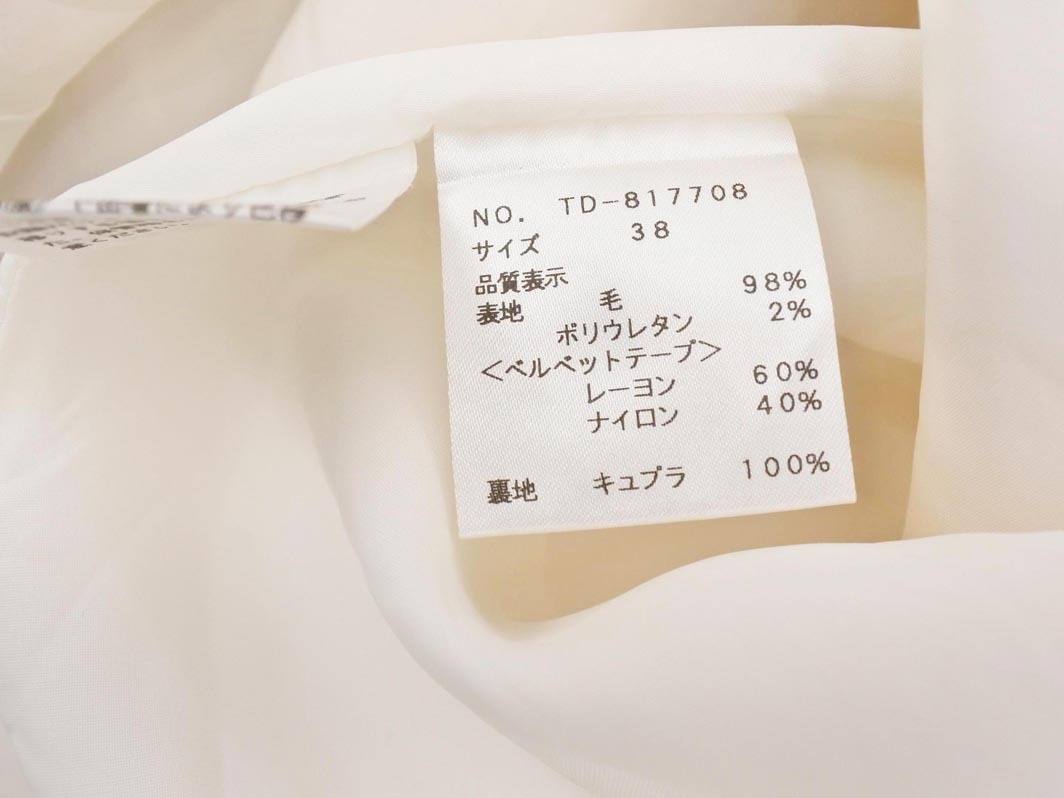 NO. TD-817708
サイズ 38
品質表示
表地 毛 98%
ポリウレタン 2%
<ベルベットテープ>
レーヨン 60%
ナイロン 40%
裏地 キュプラ 100%